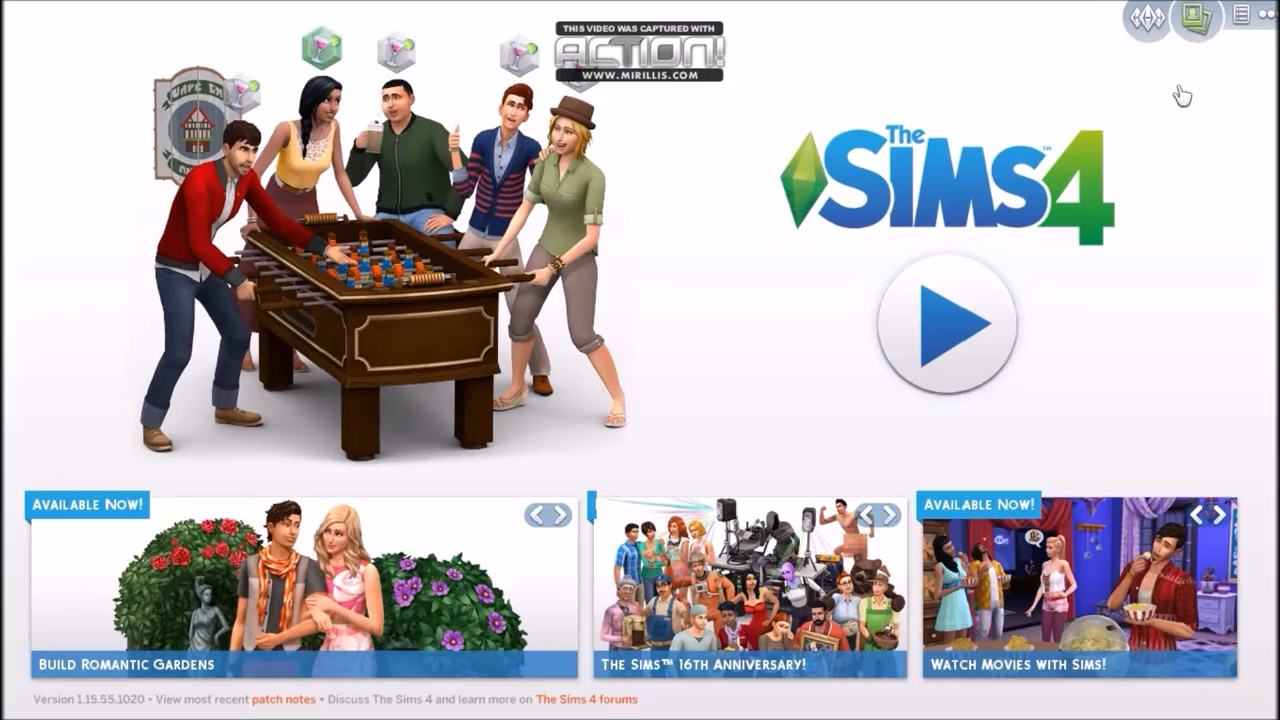 THIS VIDEO WAS CAPTURED WITH
ACTION!
WWW.MIRILLIS.COM
The Sims™ 4
Available Now!
Available Now!
Build Romantic Gardens
The Sims™ 16th Anniversary!
Watch Movies with Sims!
Version 1.15.55.1020 • View most recent patch notes • Discuss The Sims 4 and learn more on The Sims 4 forums